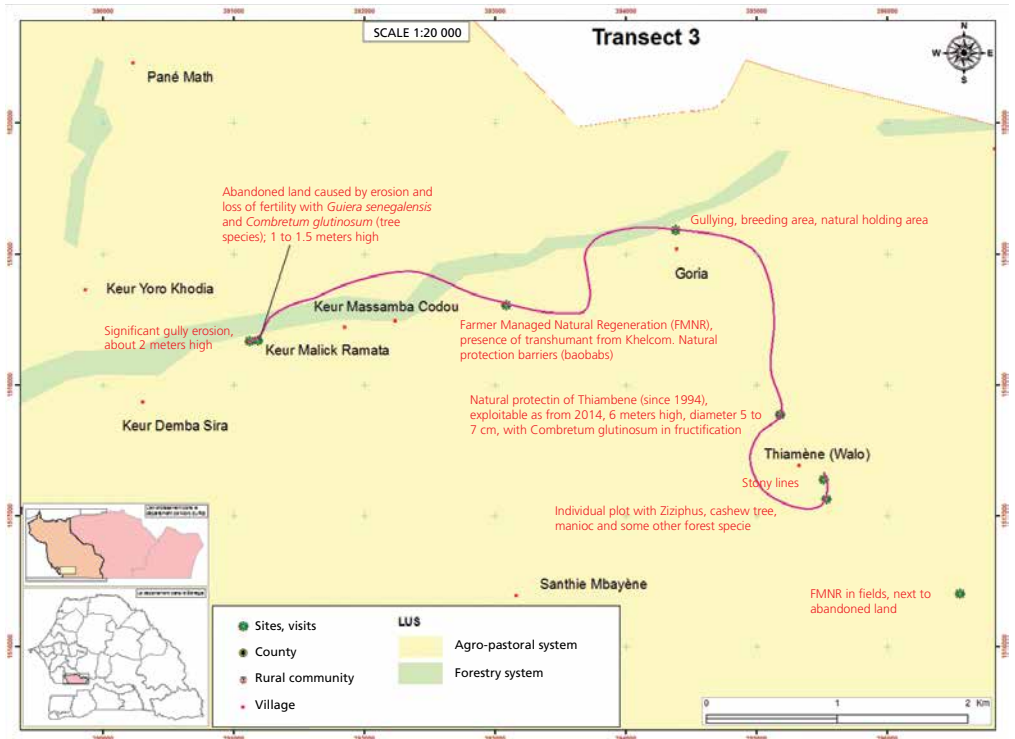 SCALE 1:20 000
Transect 3
N
W
E
S
Pané Math
Abandoned land caused by erosion and
loss of fertility with Guiera senegalensis
and Combretum glutinosum (tree
species); 1 to 1.5 meters high
Gullying, breeding area, natural holding area
Goria
Keur Yoro Khodia
Keur Massamba Codou
Significant gully erosion,
about 2 meters high
Keur Malick Ramata
Farmer Managed Natural Regeneration (FMNR),
presence of transhumant from Khelcom. Natural
protection barriers (baobabs)
Keur Demba Sira
Natural protectin of Thiambene (since 1994),
exploitable as from 2014, 6 meters high, diameter 5 to
7 cm, with Combretum glutinosum in fructification
Thiamène (Walo)
Stony lines
Individual plot with Ziziphus, cashew tree,
manioc and some other forest specie
Santhie Mbayène
FMNR in fields, next to
abandoned land
Sites, visits
County
Rural community
Village
LUS
Agro-pastoral system
Forestry system
0
1
2
Km